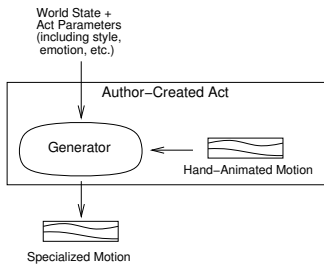 World State +
Act Parameters
(including style,
emotion, etc.)
Author−Created Act
Generator
Hand−Animated Motion
Specialized Motion